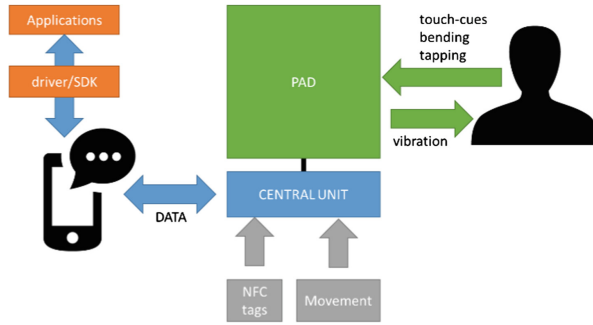 Applications
driver/SDK
DATA
PAD
CENTRAL UNIT
NFC
tags
Movement
touch-cues
bending
tapping
vibration